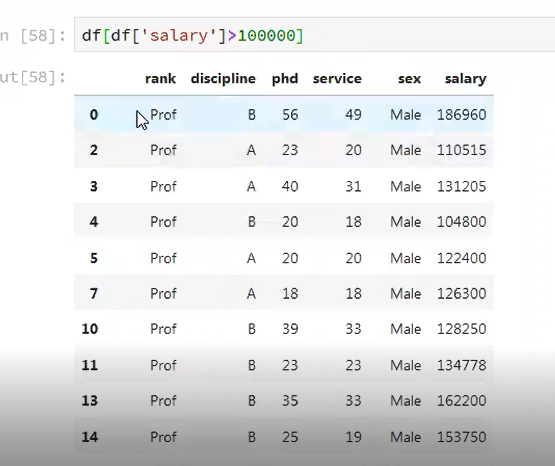 n [58]: df[df['salary']>100000]
ut[58]:
rank discipline phd service sex salary
0 Prof B 56 49 Male 186960
2 Prof A 23 20 Male 110515
3 Prof A 40 31 Male 131205
4 Prof B 20 18 Male 104800
5 Prof A 20 20 Male 122400
7 Prof A 18 18 Male 126300
10 Prof B 39 33 Male 128250
11 Prof B 23 23 Male 134778
13 Prof B 35 33 Male 162200
14 Prof B 25 19 Male 153750